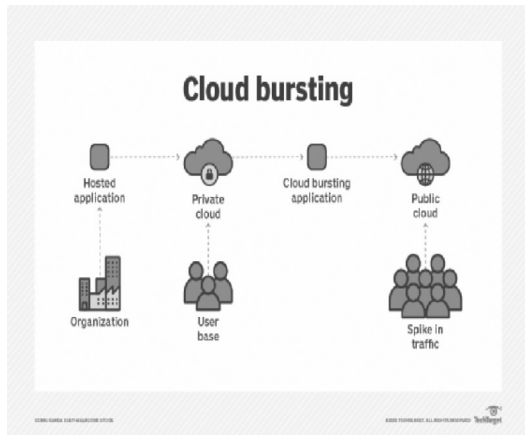 Cloud bursting
Hosted
application
Private
cloud
Cloud bursting
application
Public
cloud
Organization
User
base
Spike in
traffic
TechTarget